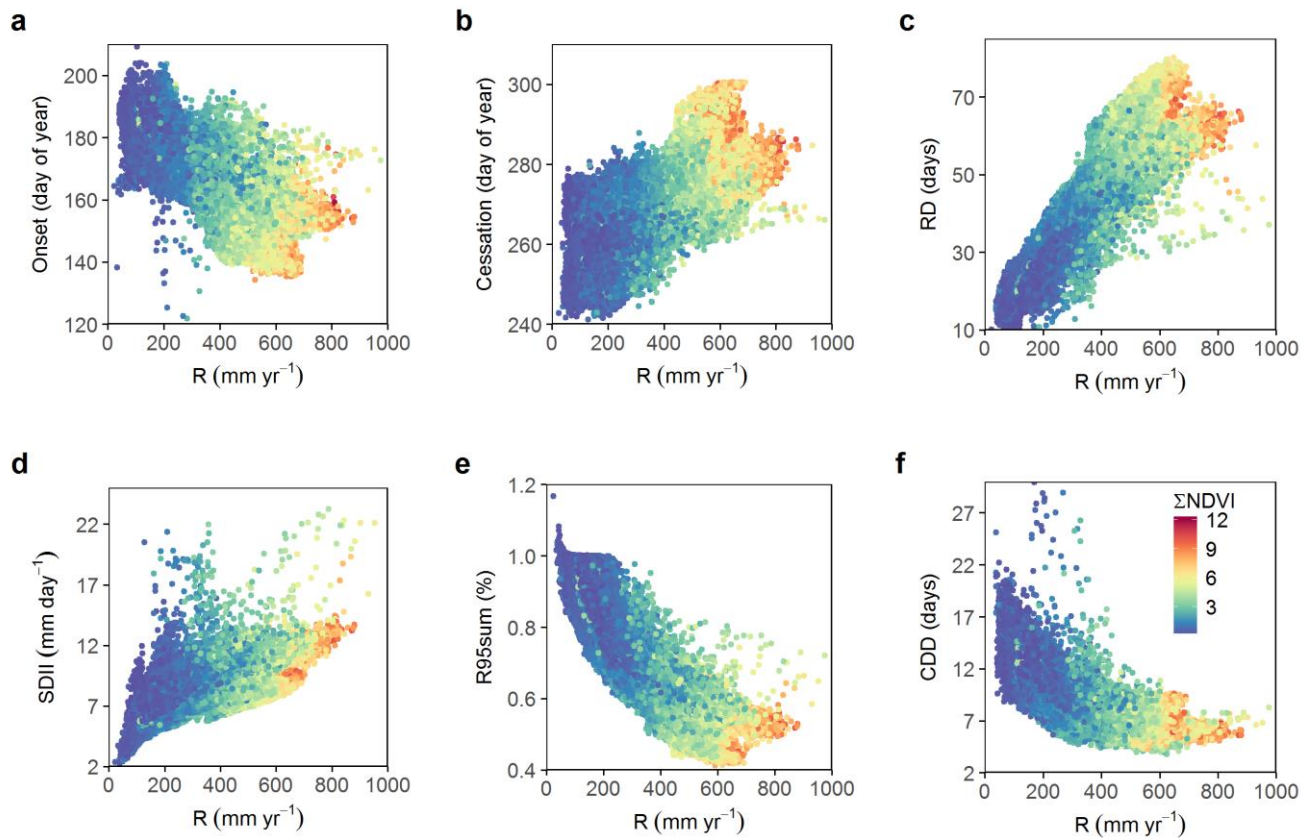 a
Onset (day of year)
200
180
160
140
120
0 200 400 600 800 1000
R (mm yr⁻¹)
b
Cessation (day of year)
300
280
260
240
0 200 400 600 800 1000
R (mm yr⁻¹)
c
RD (days)
70
50
30
10
0 200 400 600 800 1000
R (mm yr⁻¹)
d
SDII (mm day⁻¹)
22
17
12
7
2
0 200 400 600 800 1000
R (mm yr⁻¹)
e
R95sum (%)
1.2
1.0
0.8
0.6
0.4
0 200 400 600 800 1000
R (mm yr⁻¹)
f
CDD (days)
27
22
17
12
7
2
0 200 400 600 800 1000
R (mm yr⁻¹)
ΣNDVI
12
9
6
3